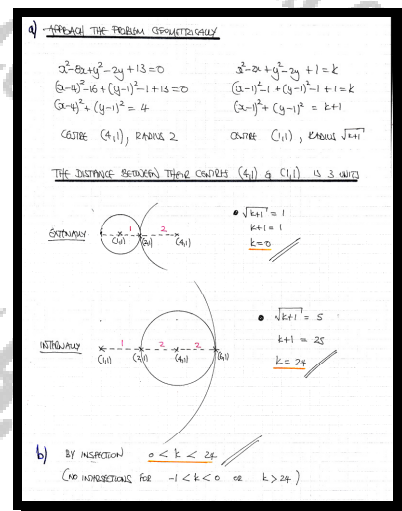 a) APPROACH THE PROBLEM GEOMETRICALLY
x²-8x+y²-2y+13=0
(x-4)²-16+(y-1)²-1+13=0
(x-4)²+(y-1)²=4
CENTRE (4,1), RADIUS 2
x²-2x+y²-2y+1=k
(x-1)²-1+(y-1)²-1+1=k
(x-1)²+(y-1)²=k+1
CENTRE (1,1), RADIUS √k+1
THE DISTANCE BETWEEN THEIR CENTRES (4,1) & (1,1) IS 3 UNITS
EXTERNALLY
1 2
(1,1) (2,1) (4,1)
• √k+1 = 1
k+1 = 1
k=0
INTERNALLY
1 2 2
(1,1) (2,1) (4,1) (6,1)
• √k+1 = 5
k+1 = 25
k=24
b) BY INSPECTION 0 < k < 24
(NO INTERSECTIONS FOR -1 < k < 0 OR k > 24)